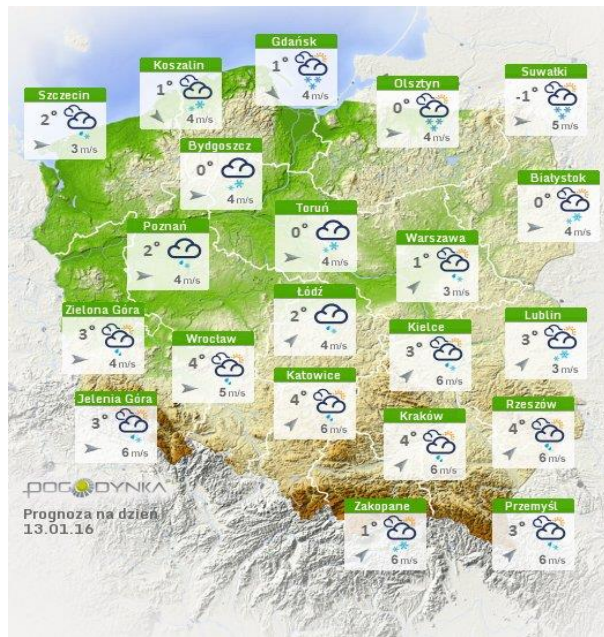 Gdańsk
1°
4 m/s
Koszalin
1°
4 m/s
Suwałki
-1°
5 m/s
Olsztyn
0°
4 m/s
Szczecin
2°
3 m/s
Bydgoszcz
0°
4 m/s
Białystok
0°
4 m/s
Toruń
0°
4 m/s
Poznań
2°
4 m/s
Warszawa
1°
3 m/s
Łódź
2°
4 m/s
Zielona Góra
3°
4 m/s
Lublin
3°
3 m/s
Kielce
3°
6 m/s
Wrocław
4°
5 m/s
Katowice
4°
6 m/s
Jelenia Góra
3°
6 m/s
Rzeszów
4°
6 m/s
Kraków
4°
6 m/s
POGODYNKA
Prognoza na dzień
13.01.16
Zakopane
1°
6 m/s
Przemyśl
3°
6 m/s